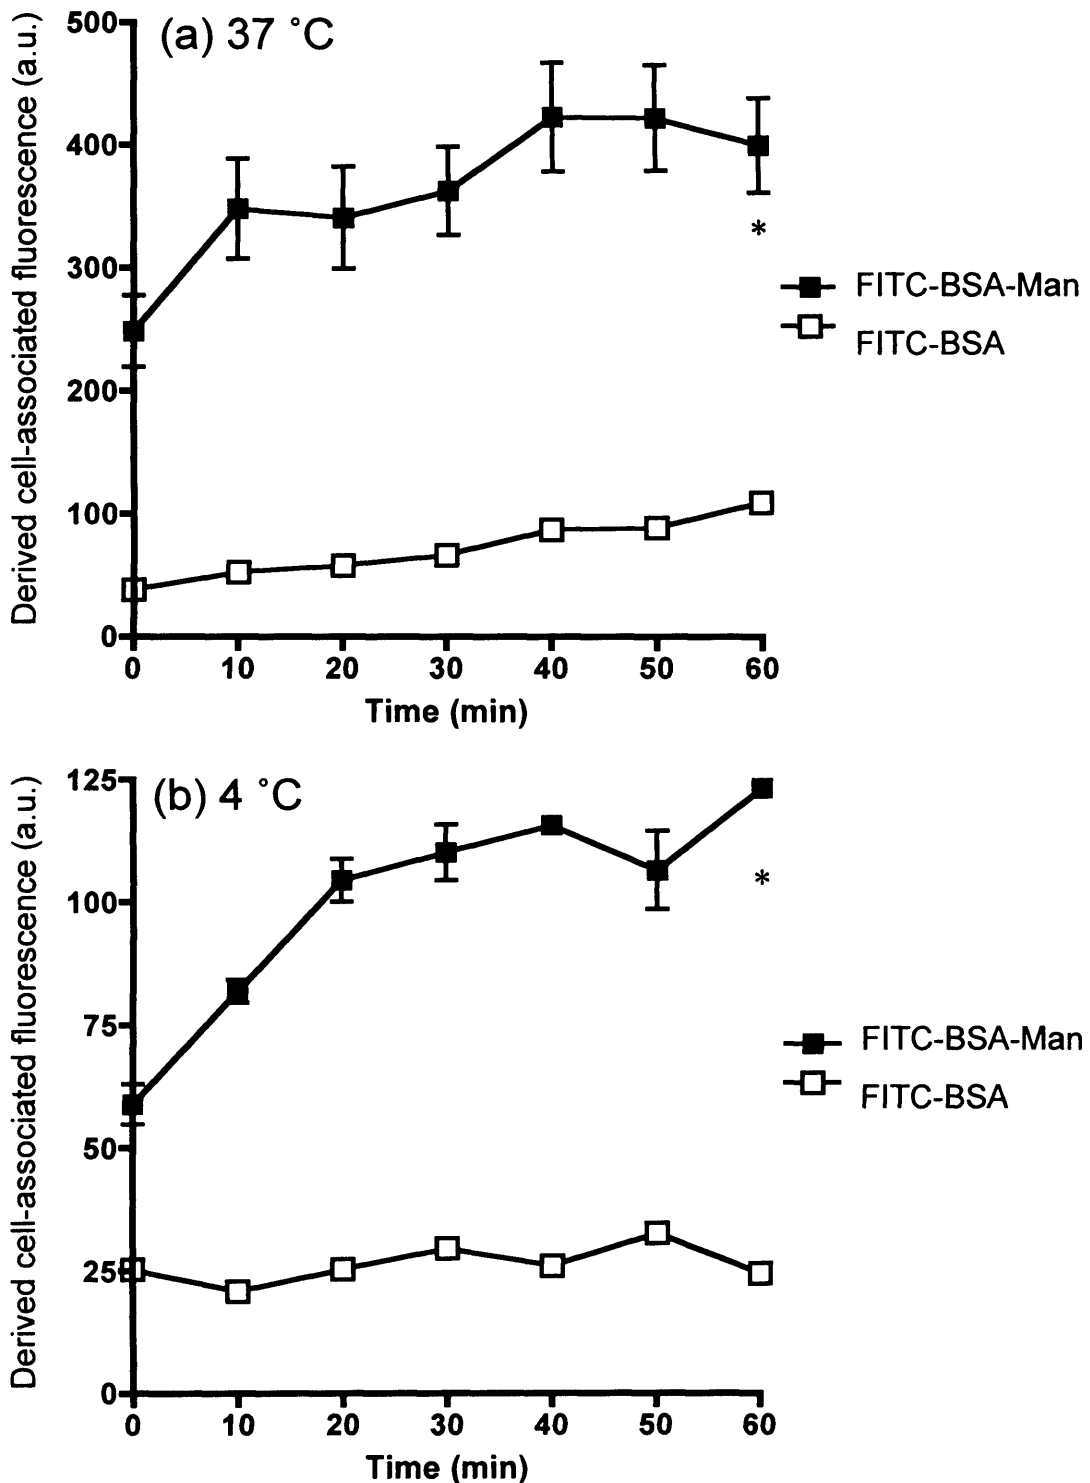 (a) 37 ˚C
Derived cell-associated fluorescence (a.u.)
500
400
300
200
100
0
0 10 20 30 40 50 60
Time (min)
*
FITC-BSA-Man
FITC-BSA
(b) 4 ˚C
Derived cell-associated fluorescence (a.u.)
125
100
75
50
25
0
0 10 20 30 40 50 60
Time (min)
*
FITC-BSA-Man
FITC-BSA